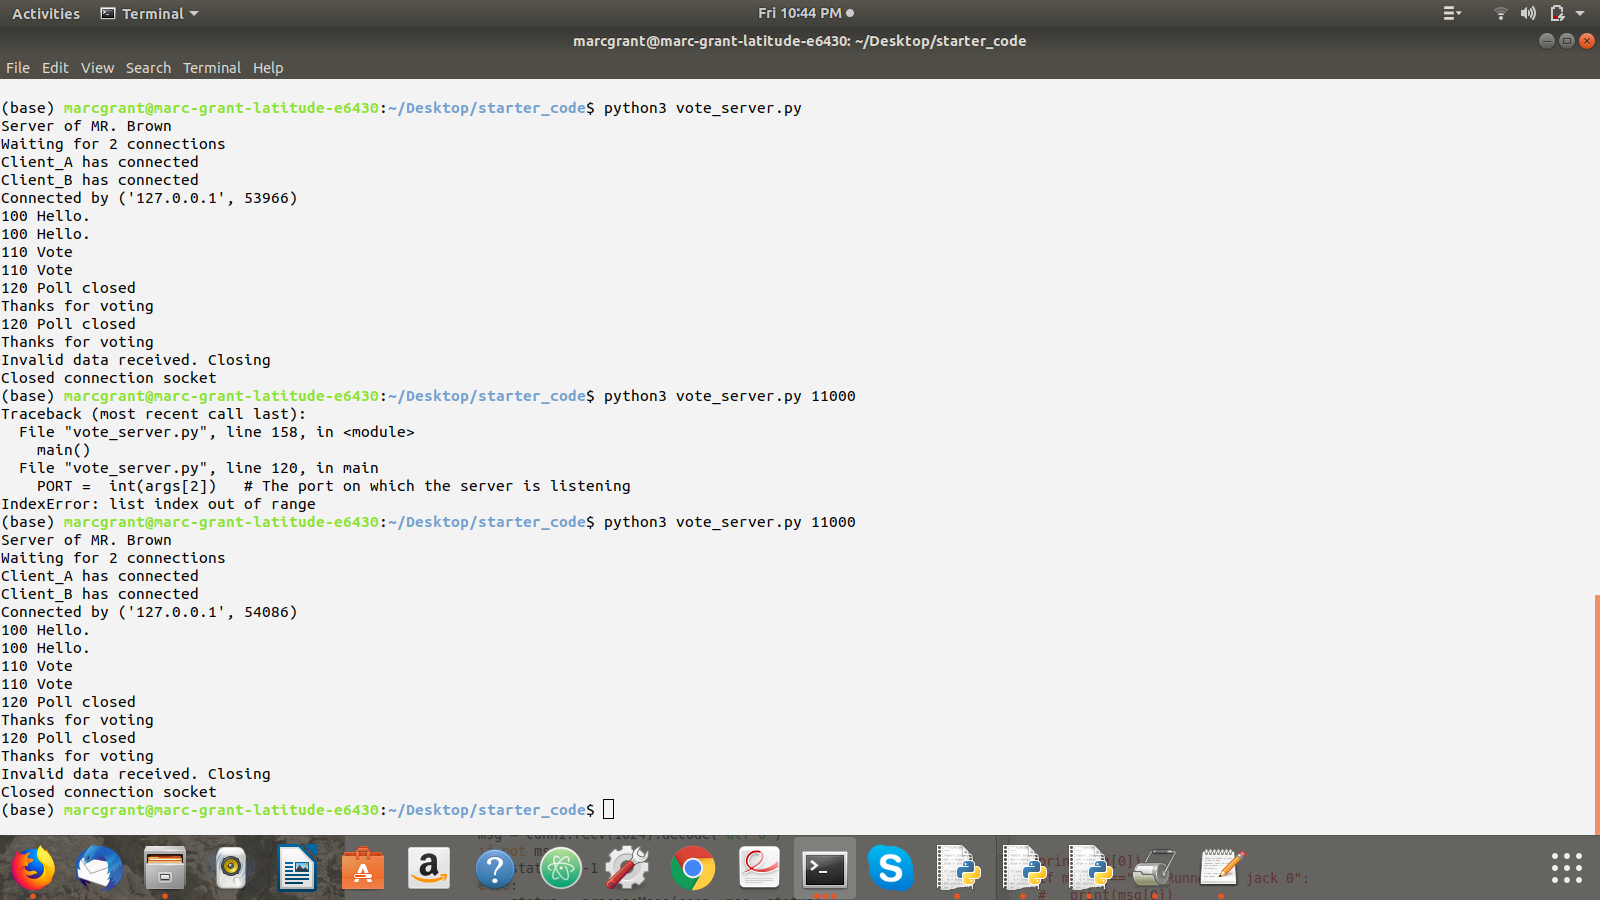 Activities Terminal Fri 10:44 PM
marcgrant@marc-grant-latitude-e6430: ~/Desktop/starter_code
File Edit View Search Terminal Help
(base) marcgrant@marc-grant-latitude-e6430:~/Desktop/starter_code$ python3 vote_server.py
Server of MR. Brown
Waiting for 2 connections
Client_A has connected
Client_B has connected
Connected by ('127.0.0.1', 53966)
100 Hello.
100 Hello.
110 Vote
110 Vote
120 Poll closed
Thanks for voting
120 Poll closed
Thanks for voting
Invalid data received. Closing
Closed connection socket
(base) marcgrant@marc-grant-latitude-e6430:~/Desktop/starter_code$ python3 vote_server.py 11000
Traceback (most recent call last):
  File "vote_server.py", line 158, in <module>
    main()
  File "vote_server.py", line 120, in main
    PORT =  int(args[2])   # The port on which the server is listening
IndexError: list index out of range
(base) marcgrant@marc-grant-latitude-e6430:~/Desktop/starter_code$ python3 vote_server.py 11000
Server of MR. Brown
Waiting for 2 connections
Client_A has connected
Client_B has connected
Connected by ('127.0.0.1', 54086)
100 Hello.
100 Hello.
110 Vote
110 Vote
120 Poll closed
Thanks for voting
120 Poll closed
Thanks for voting
Invalid data received. Closing
Closed connection socket
(base) marcgrant@marc-grant-latitude-e6430:~/Desktop/starter_code$